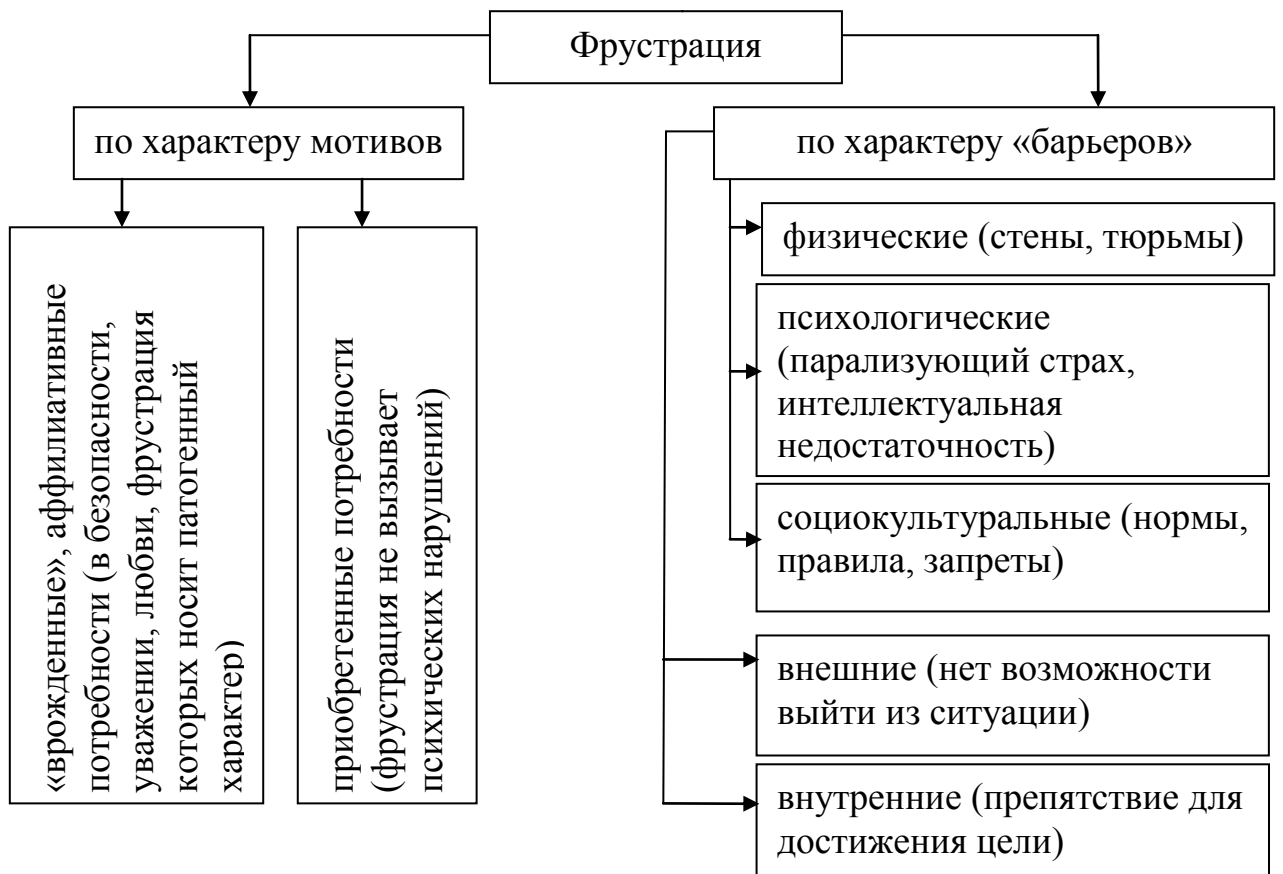 Фрустрация
по характеру мотивов
«врожденные», аффилиативные
потребности (в безопасности,
уважении, любви, фрустрация
которых носит патогенный
характер)
приобретенные потребности
(фрустрация не вызывает
психических нарушений)
по характеру «барьеров»
физические (стены, тюрьмы)
психологические
(парализующий страх,
интеллектуальная
недостаточность)
социокультуральные (нормы,
правила, запреты)
внешние (нет возможности
выйти из ситуации)
внутренние (препятствие для
достижения цели)